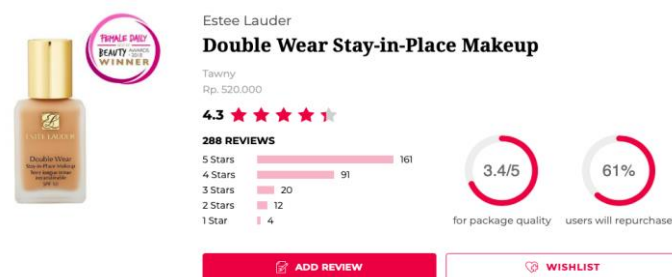 FEMALE DAILY
BEAUTY AWARDS
WINNER
Estee Lauder
Double Wear Stay-in-Place Makeup
Tawny
Rp. 520.000
4.3
288 REVIEWS
5 Stars 161
4 Stars 91
3 Stars 20
2 Stars 12
1 Star 4
3.4/5
for package quality
61%
users will repurchase
ESTEE LAUDER
Double Wear
Stay-in-Place Makeup
SPF 10
ADD REVIEW
WISHLIST